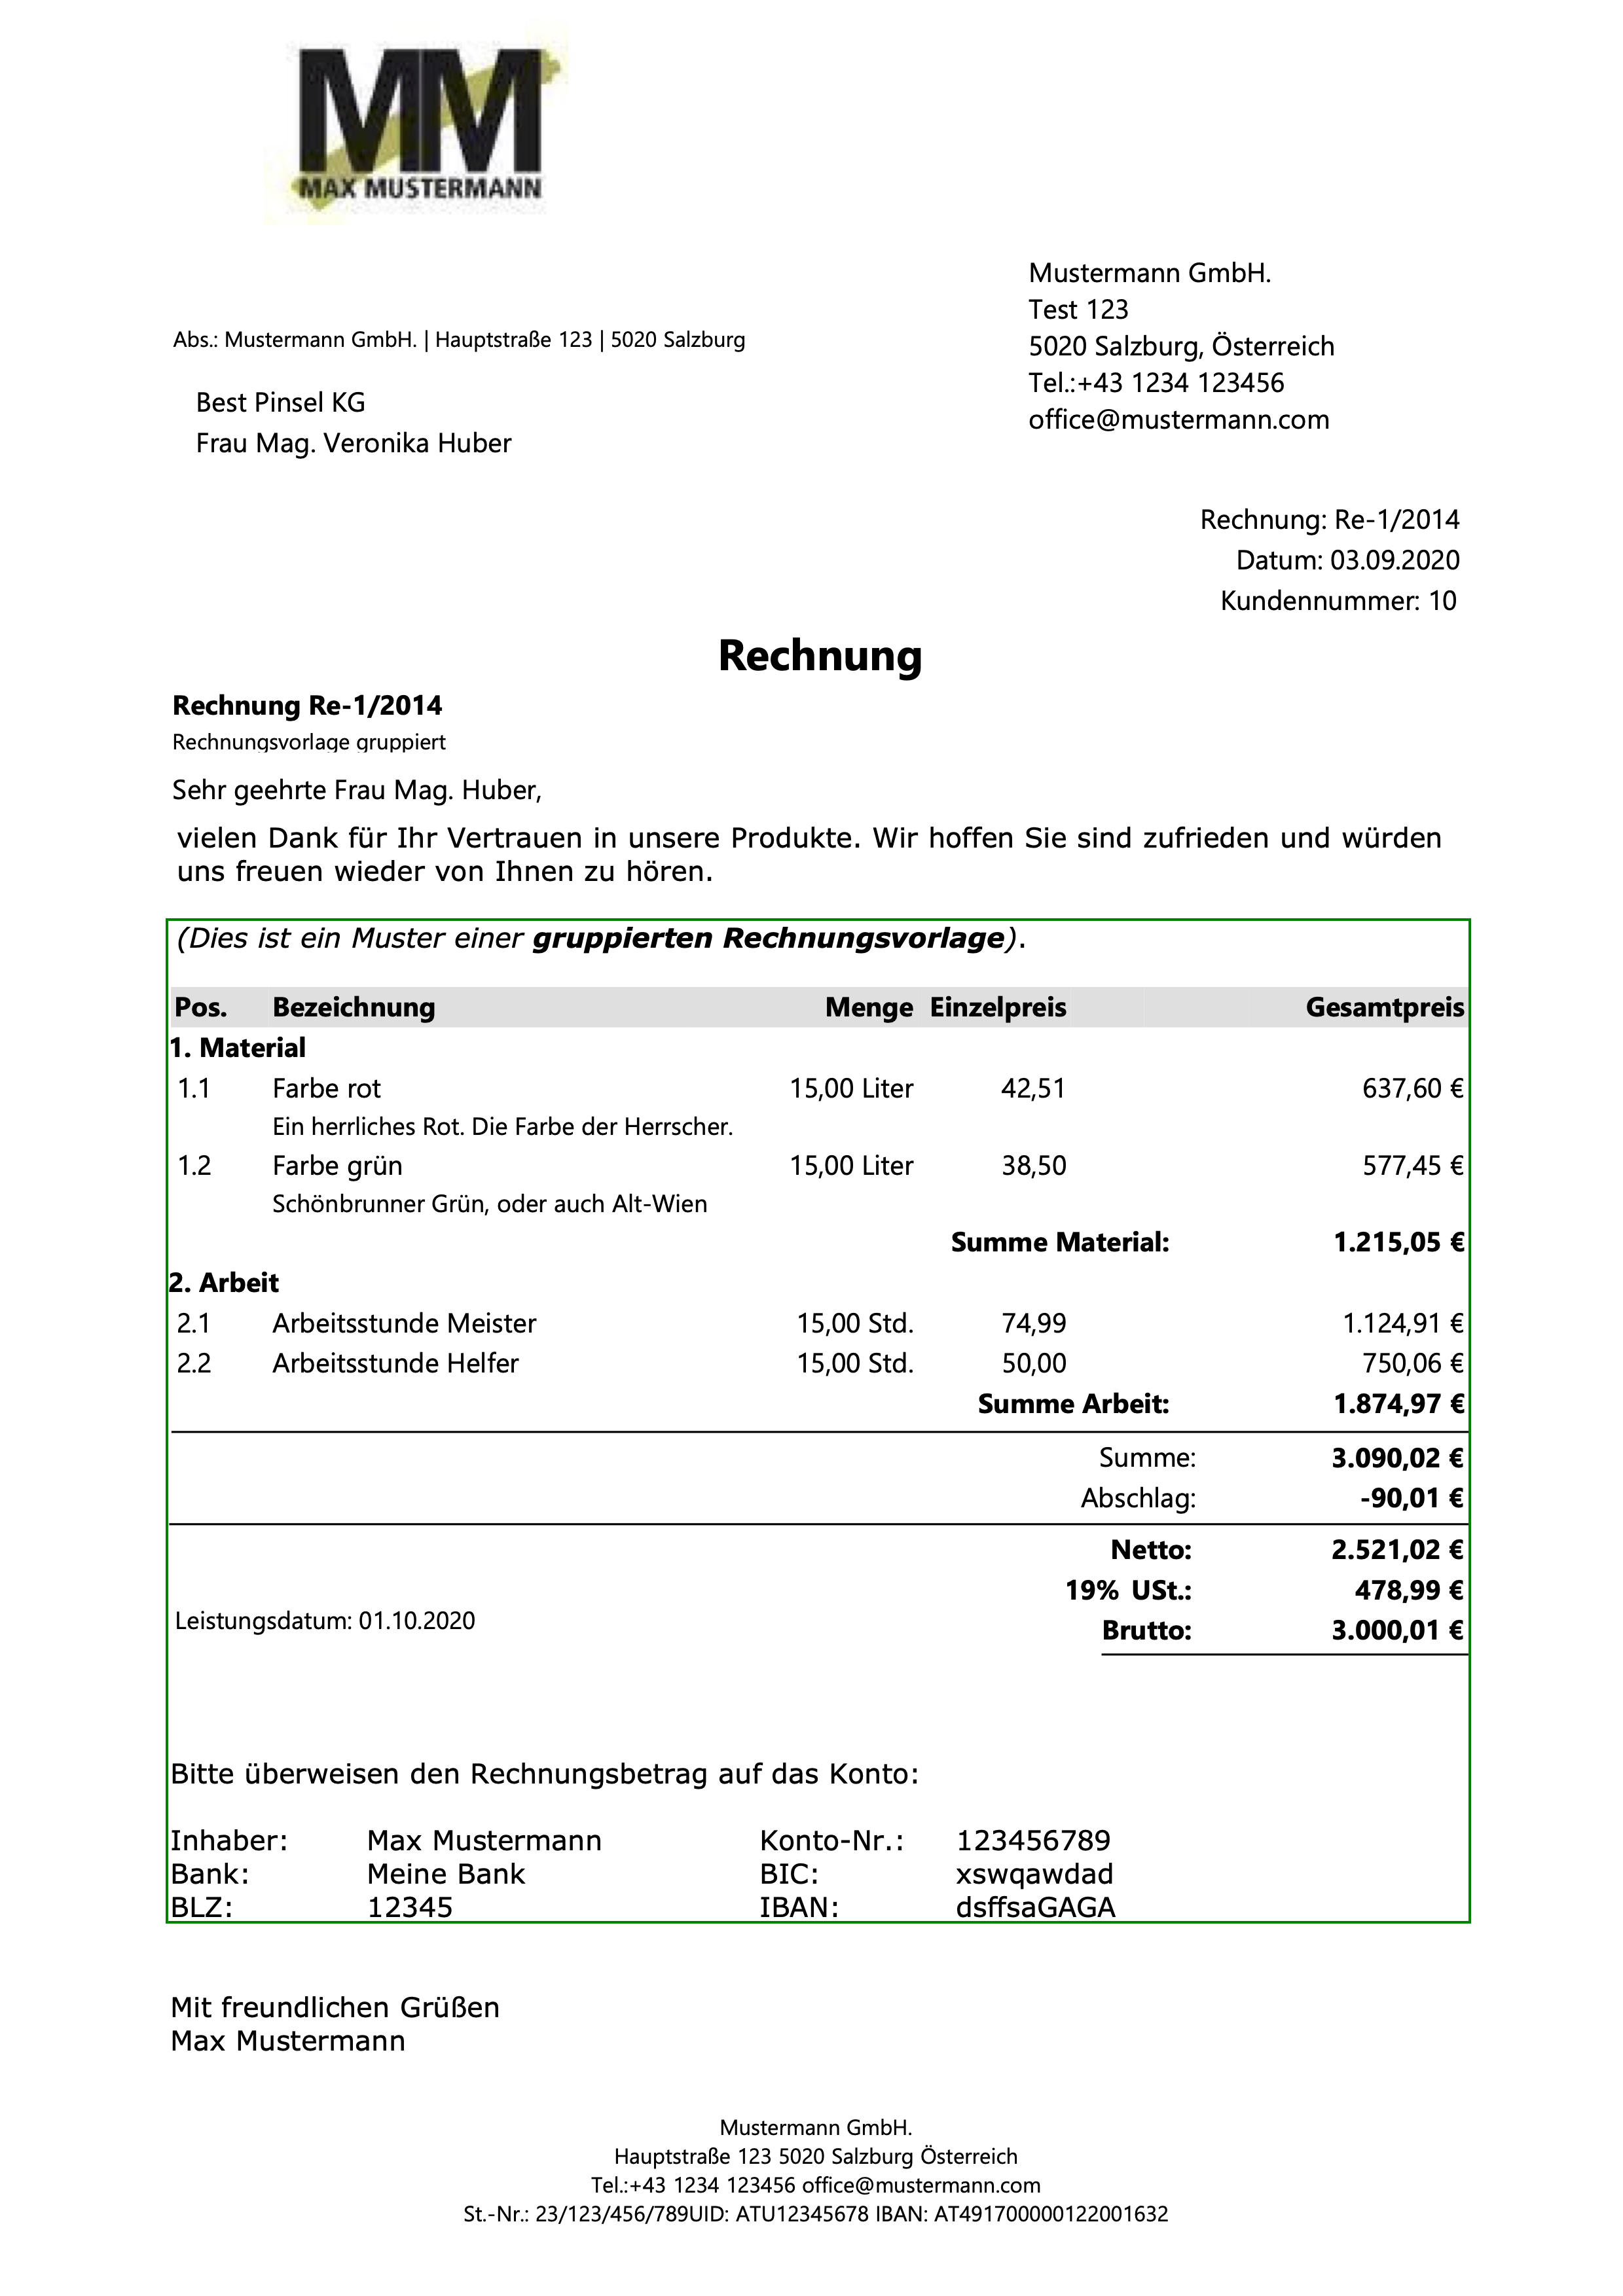 MM
MAX MUSTERMANN
Mustermann GmbH.
Test 123
5020 Salzburg, Österreich
Tel.:+43 1234 123456
office@mustermann.com
Abs.: Mustermann GmbH. | Hauptstraße 123 | 5020 Salzburg
Best Pinsel KG
Frau Mag. Veronika Huber
Rechnung: Re-1/2014
Datum: 03.09.2020
Kundennummer: 10
Rechnung
Rechnung Re-1/2014
Rechnungsvorlage gruppiert
Sehr geehrte Frau Mag. Huber,
vielen Dank für Ihr Vertrauen in unsere Produkte. Wir hoffen Sie sind zufrieden und würden
uns freuen wieder von Ihnen zu hören.
(Dies ist ein Muster einer gruppierten Rechnungsvorlage).
Pos. Bezeichnung Menge Einzelpreis Gesamtpreis
1. Material
1.1 Farbe rot 15,00 Liter 42,51 637,60 €
Ein herrliches Rot. Die Farbe der Herrscher.
1.2 Farbe grün 15,00 Liter 38,50 577,45 €
Schönbrunner Grün, oder auch Alt-Wien
Summe Material: 1.215,05 €
2. Arbeit
2.1 Arbeitsstunde Meister 15,00 Std. 74,99 1.124,91 €
2.2 Arbeitsstunde Helfer 15,00 Std. 50,00 750,06 €
Summe Arbeit: 1.874,97 €
Summe: 3.090,02 €
Abschlag: -90,01 €
Netto: 2.521,02 €
19% USt.: 478,99 €
Leistungsdatum: 01.10.2020
Brutto: 3.000,01 €
Bitte überweisen den Rechnungsbetrag auf das Konto:
Inhaber: Max Mustermann Konto-Nr.: 123456789
Bank: Meine Bank BIC: xswqawdad
BLZ: 12345 IBAN: dsffsaGAGA
Mit freundlichen Grüßen
Max Mustermann
Mustermann GmbH.
Hauptstraße 123 5020 Salzburg Österreich
Tel.:+43 1234 123456 office@mustermann.com
St.-Nr.: 23/123/456/789UID: ATU12345678 IBAN: AT491700000122001632